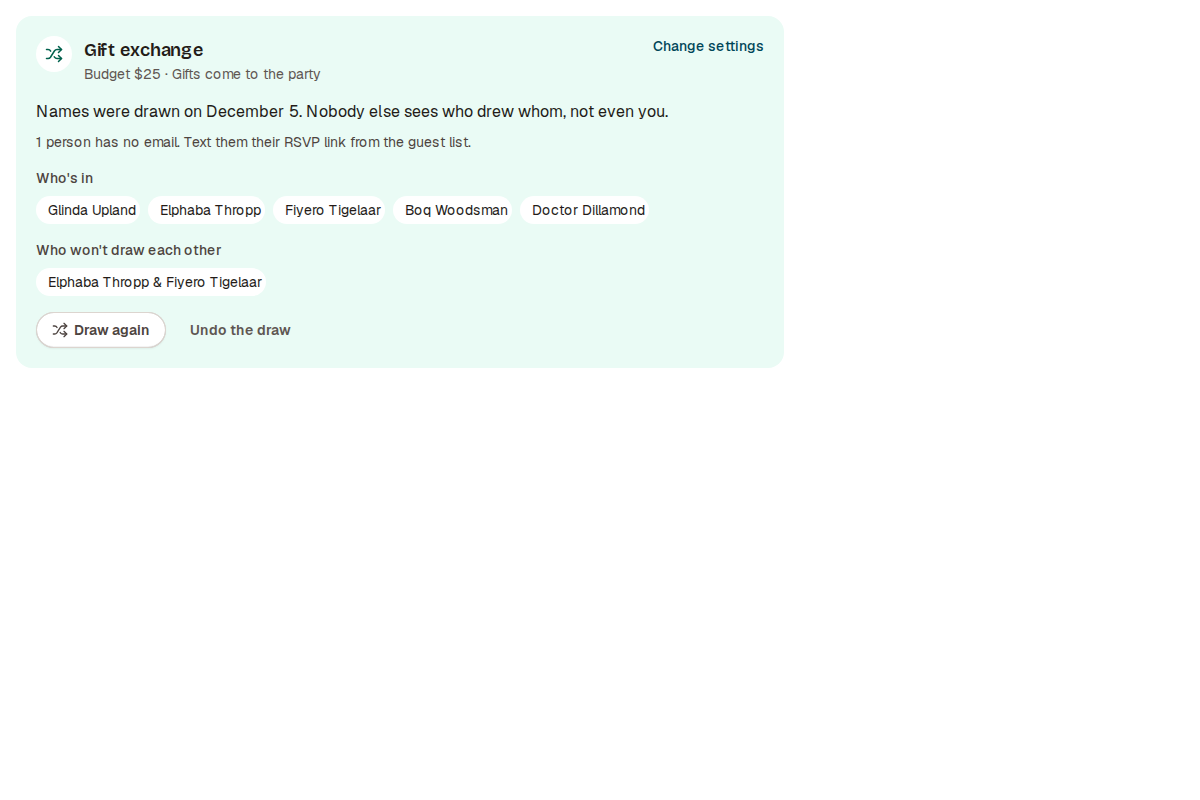 Gift exchange
Change settings
Budget $25 · Gifts come to the party
Names were drawn on December 5. Nobody else sees who drew whom, not even you.
1 person has no email. Text them their RSVP link from the guest list.
Who's in
Glinda Upland Elphaba Thropp Fiyero Tigelaar Boq Woodsman Doctor Dillamond
Who won't draw each other
Elphaba Thropp & Fiyero Tigelaar
Draw again Undo the draw